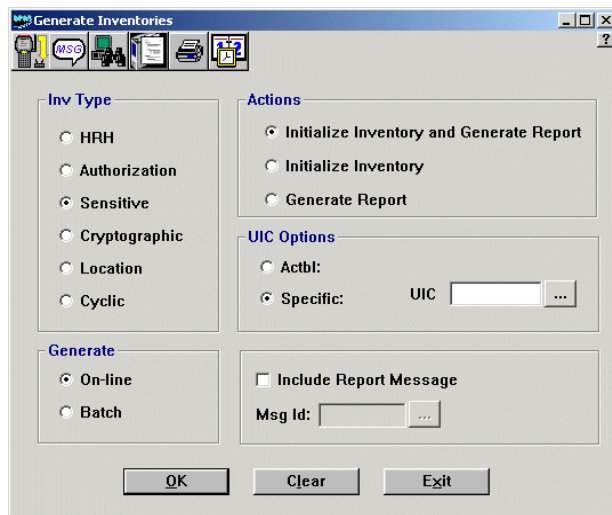 Generate Inventories
MSG
?
Inv Type
HRH
Authorization
Sensitive
Cryptographic
Location
Cyclic
Actions
Initialize Inventory and Generate Report
Initialize Inventory
Generate Report
UIC Options
Actbl:
Specific:
UIC
...
Generate
On-line
Batch
Include Report Message
Msg Id:
...
OK
Clear
Exit